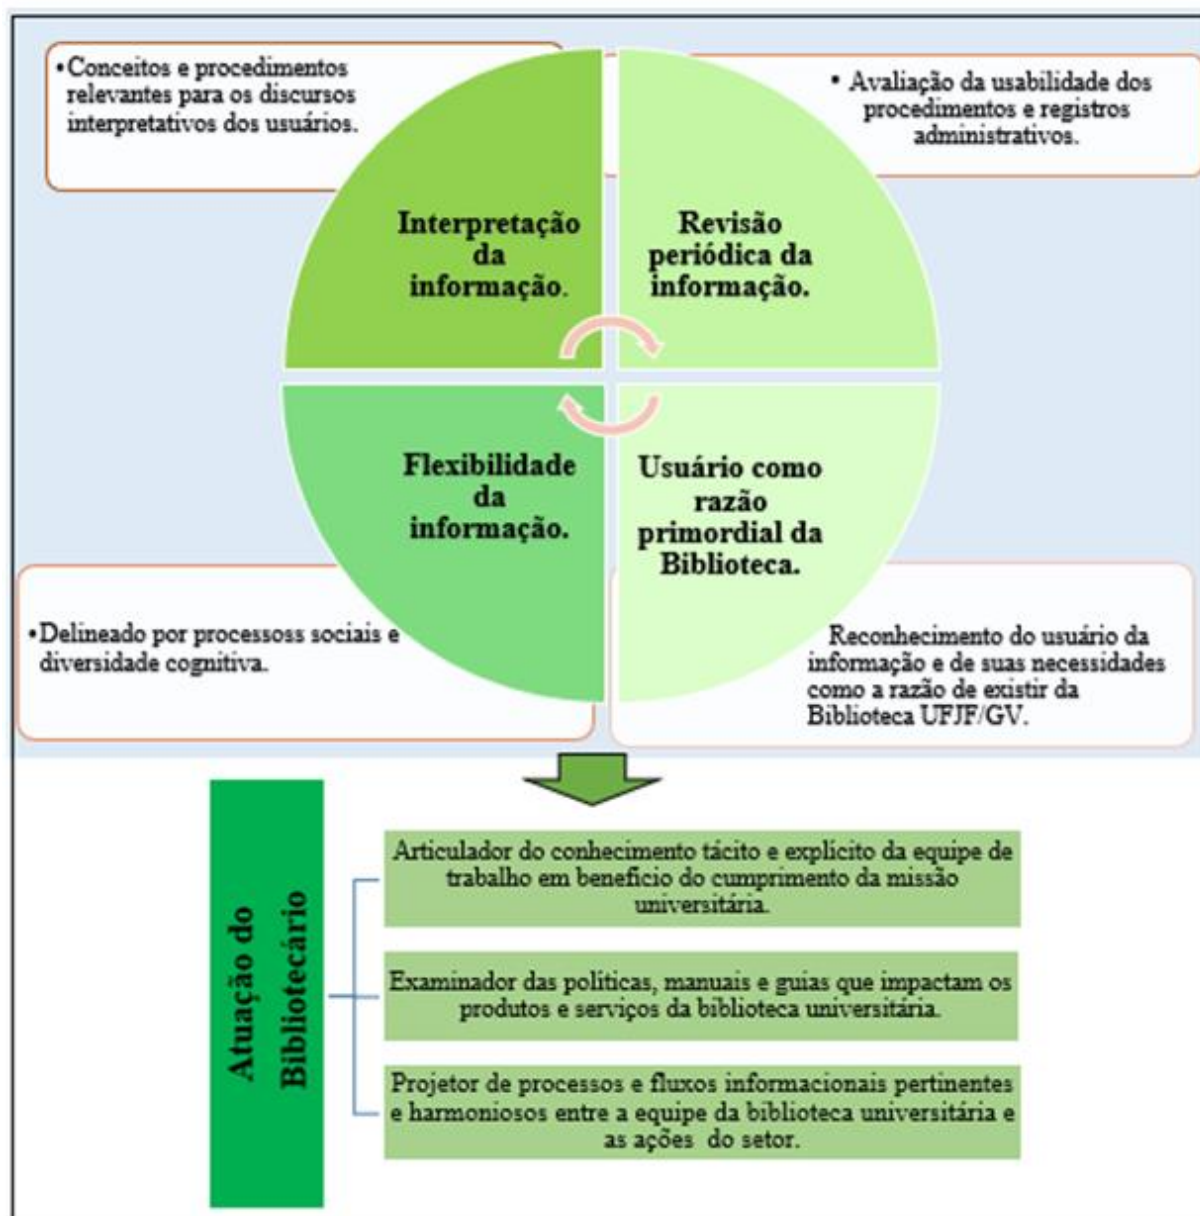 •Conceitos e procedimentos
relevantes para os discursos
interpretativos dos usuários.
• Avaliação da usabilidade dos
procedimentos e registros
administrativos.
Interpretação
da
informação.
Revisão
periódica da
informação.
Flexibilidade
da
informação.
Usuário como
razão
primordial da
Biblioteca.
•Delineado por processoss sociais e
diversidade cognitiva.
Reconhecimento do usuário da
informação e de suas necessidades
como a razão de existir da
Biblioteca UFJF/GV.
Atuação do
Bibliotecário
Articulador do conhecimento tácito e explícito da equipe de
trabalho em benefício do cumprimento da missão
universitária.
Examinador das políticas, manuais e guias que impactam os
produtos e serviços da biblioteca universitária.
Projetor de processos e fluxos informacionais pertinentes
e harmoniosos entre a equipe da biblioteca universitária e
as ações do setor.